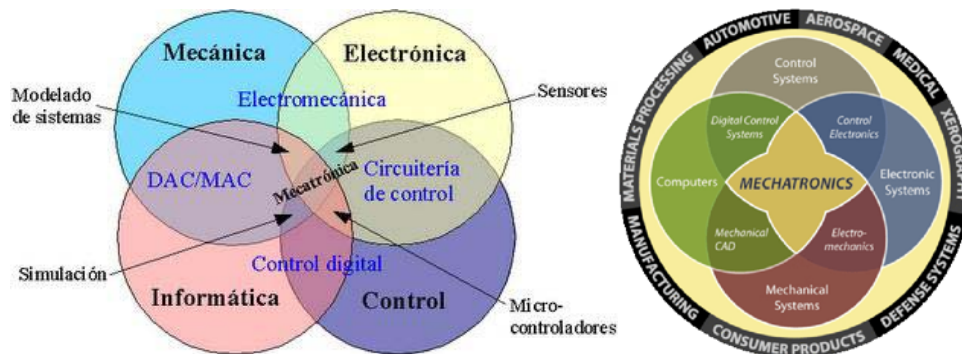 Mecánica
Electrónica
Modelado
de sistemas
Electromecánica
Sensores
DAC/MAC
Mecatrónica
Circuitería
de control
Simulación
Control digital
Informática
Control
Micro-
controladores
MATERIALS PROCESSING
AUTOMOTIVE
AEROSPACE
MEDICAL
XEROGRAPHY
DEFENSE SYSTEMS
CONSUMER PRODUCTS
MANUFACTURING
Control
Systems
Digital Control
Systems
Control
Electronics
Computers
MECHATRONICS
Electronic
Systems
Mechanical
CAD
Electro-
mechanics
Mechanical
Systems